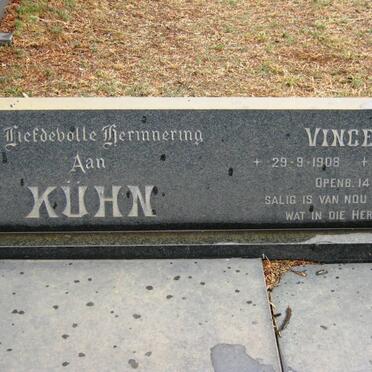 Liefdevolle Herinnering
Aan
KÜHN
VINCE
+ 29-9-1908 +
OPENB. 14
SALIG IS VAN NOU
WAT IN DIE HER